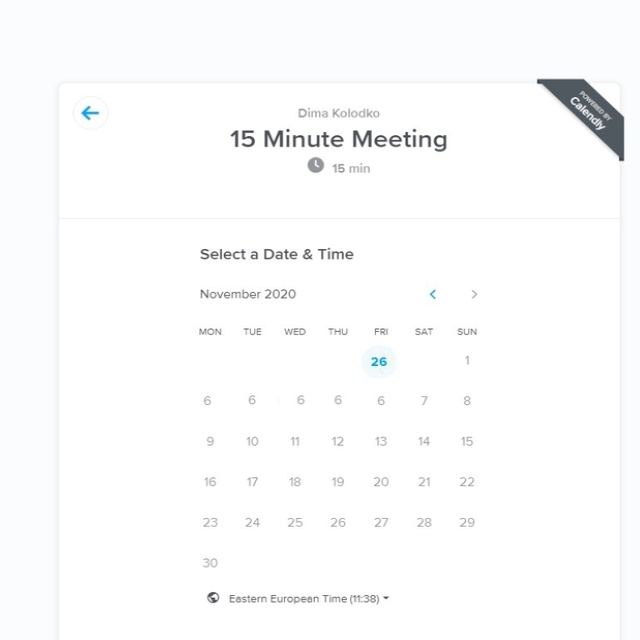 Dima Kolodko
15 Minute Meeting
15 min
POWERED BY
Calendly
Select a Date & Time
November 2020
MON TUE WED THU FRI SAT SUN
26 1
6 6 6 6 6 7 8
9 10 11 12 13 14 15
16 17 18 19 20 21 22
23 24 25 26 27 28 29
30
Eastern European Time (11:38)